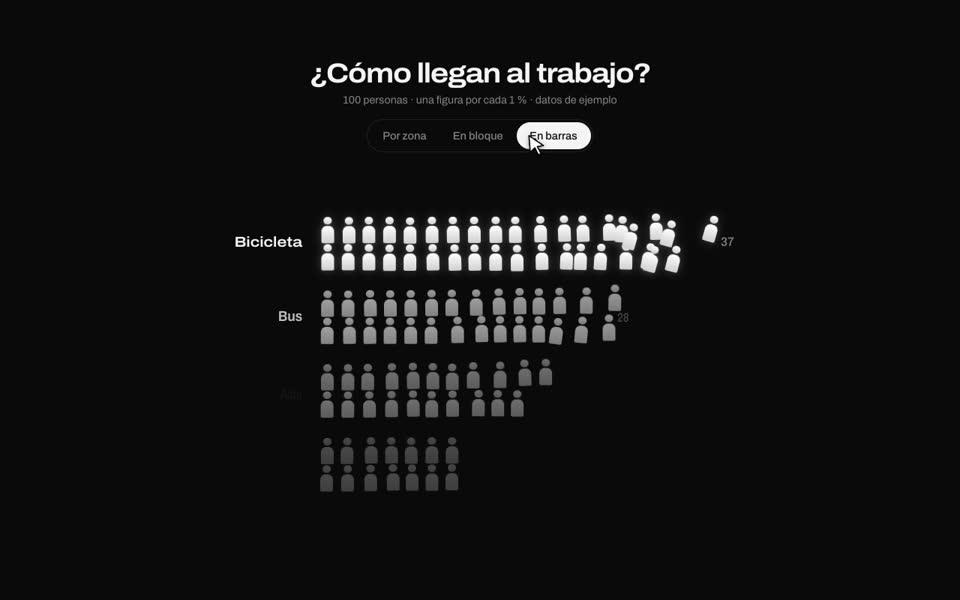 ¿Cómo llegan al trabajo?
100 personas · una figura por cada 1 % · datos de ejemplo
Por zona
En bloque
En barras
Bicicleta
37
Bus
28